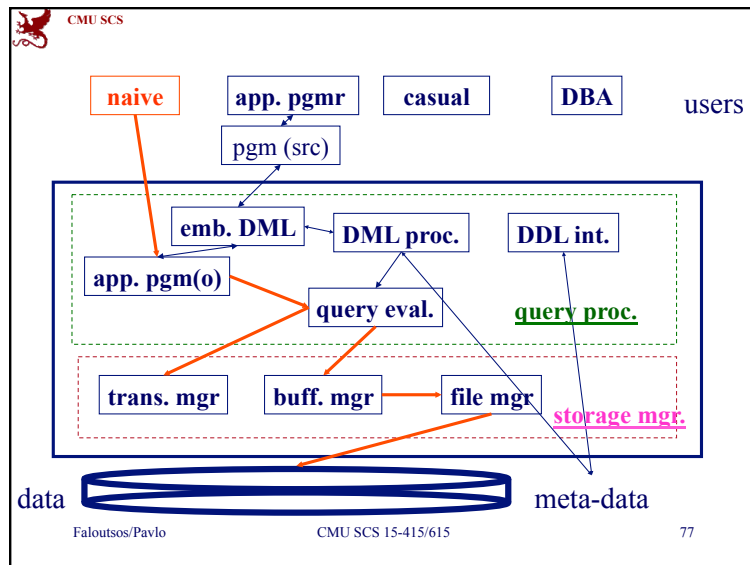 CMU SCS
naive
app. pgmr
casual
DBA
users
pgm (src)
emb. DML
DML proc.
DDL int.
app. pgm(o)
query eval.
query proc.
trans. mgr
buff. mgr
file mgr
storage mgr.
data
meta-data
Faloutsos/Pavlo
CMU SCS 15-415/615
77